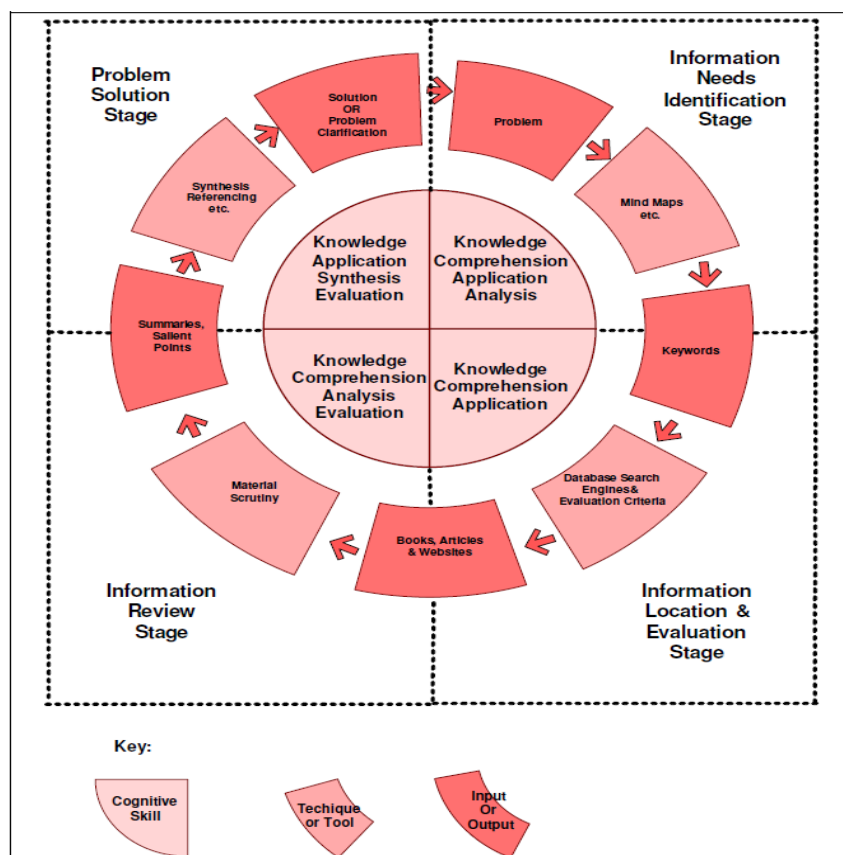 Problem
Solution
Stage
Solution
OR
Problem
Clarification
Problem
Information
Needs
Identification
Stage
Synthesis
Referencing
etc.
Mind Maps
etc.
Knowledge
Application
Synthesis
Evaluation
Knowledge
Comprehension
Application
Analysis
Summaries,
Salient
Points
Keywords
Knowledge
Comprehension
Analysis
Evaluation
Knowledge
Comprehension
Application
Material
Scrutiny
Database Search
Engines&
Evaluation Criteria
Books, Articles
& Websites
Information
Review
Stage
Information
Location &
Evaluation
Stage
Key:
Cognitive
Skill
Techique
or Tool
Input
Or
Output